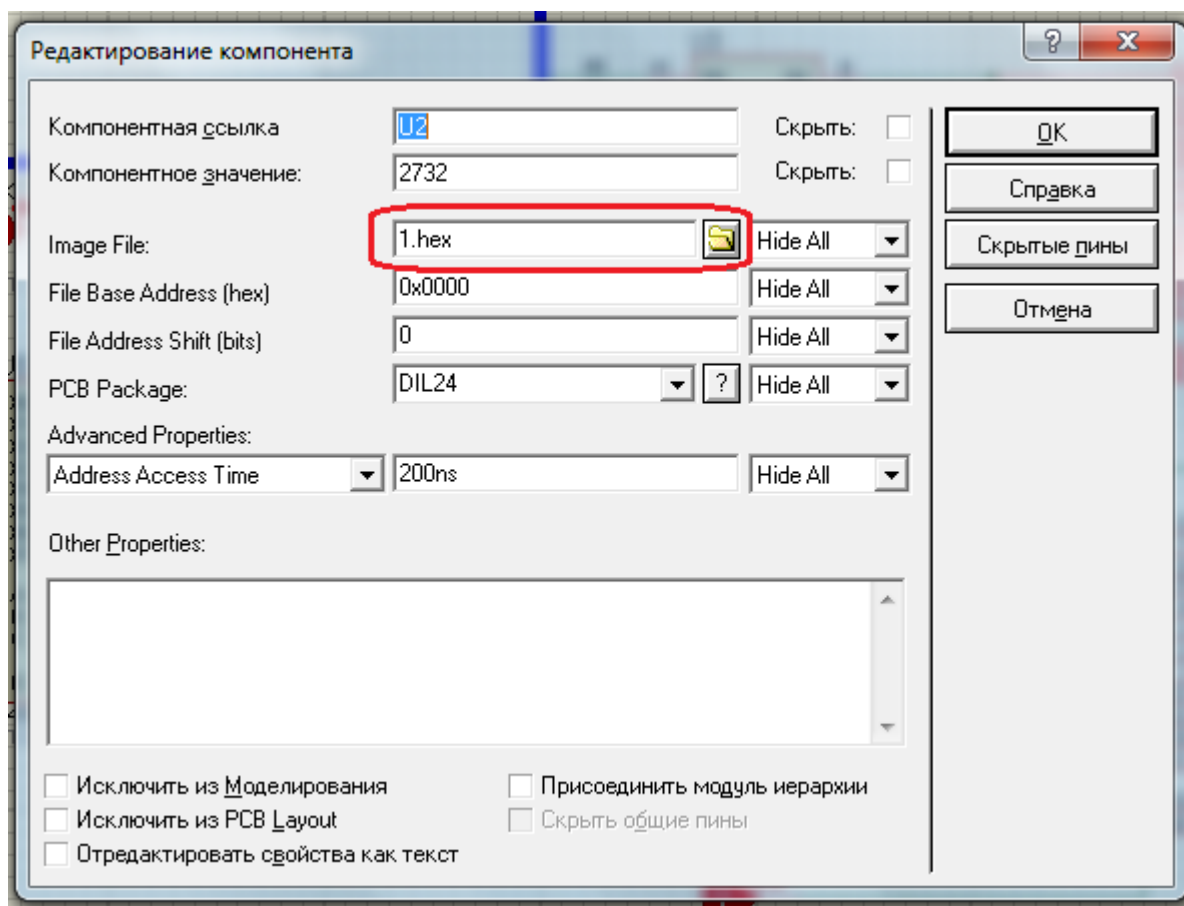 Редактирование компонента
Компонентная ссылка U2 Скрыть: OK
Компонентное значение: 2732 Скрыть: Справка
Image File: 1.hex Hide All Скрытые пины
File Base Address (hex) 0x0000 Hide All Отмена
File Address Shift (bits) 0 Hide All
PCB Package: DIL24 ? Hide All
Advanced Properties:
Address Access Time 200ns Hide All
Other Properties:
Исключить из Моделирования Присоединить модуль иерархии
Исключить из PCB Layout Скрыть общие пины
Отредактировать свойства как текст